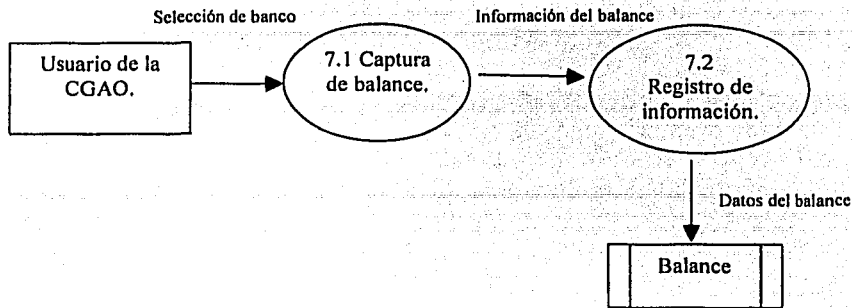 Selección de banco
Información del balance
Usuario de la
CGAO.
7.1 Captura
de balance.
7.2
Registro de
información.
Datos del balance
Balance